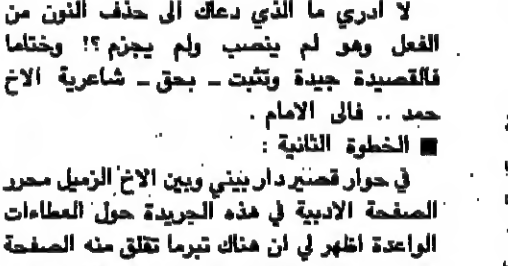 لا ادري ما الذي دعاك الى حذف النون من
الفعل وهو لم ينصب ولم يجزم ؟! وختاما
فالقصيدة جيدة وتثبت ـ بحق ـ شاعرية الاخ
حمد .. فالى الامام .
■ الخطوة الثانية :
في حوار قصير دار بيني وبين الاخ الزميل محرر
الصفحة الادبية في هذه الجريدة حول العطاءات
الواعدة اظهر لي ان هناك تبرما تقلق منه الصفحة